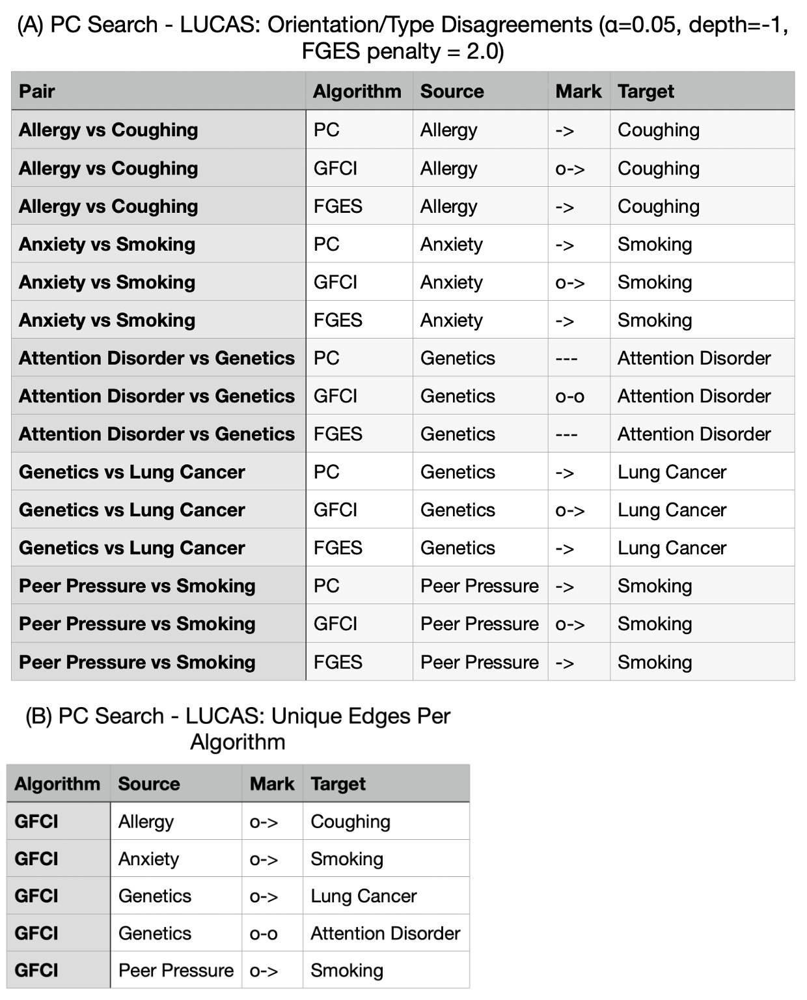 (A) PC Search - LUCAS: Orientation/Type Disagreements (α=0.05, depth=-1,
FGES penalty = 2.0)
Pair Algorithm Source Mark Target
Allergy vs Coughing PC Allergy -> Coughing
Allergy vs Coughing GFCI Allergy o-> Coughing
Allergy vs Coughing FGES Allergy -> Coughing
Anxiety vs Smoking PC Anxiety -> Smoking
Anxiety vs Smoking GFCI Anxiety o-> Smoking
Anxiety vs Smoking FGES Anxiety -> Smoking
Attention Disorder vs Genetics PC Genetics --- Attention Disorder
Attention Disorder vs Genetics GFCI Genetics o-o Attention Disorder
Attention Disorder vs Genetics FGES Genetics --- Attention Disorder
Genetics vs Lung Cancer PC Genetics -> Lung Cancer
Genetics vs Lung Cancer GFCI Genetics o-> Lung Cancer
Genetics vs Lung Cancer FGES Genetics -> Lung Cancer
Peer Pressure vs Smoking PC Peer Pressure -> Smoking
Peer Pressure vs Smoking GFCI Peer Pressure o-> Smoking
Peer Pressure vs Smoking FGES Peer Pressure -> Smoking
(B) PC Search - LUCAS: Unique Edges Per
Algorithm
Algorithm Source Mark Target
GFCI Allergy o-> Coughing
GFCI Anxiety o-> Smoking
GFCI Genetics o-> Lung Cancer
GFCI Genetics o-o Attention Disorder
GFCI Peer Pressure o-> Smoking